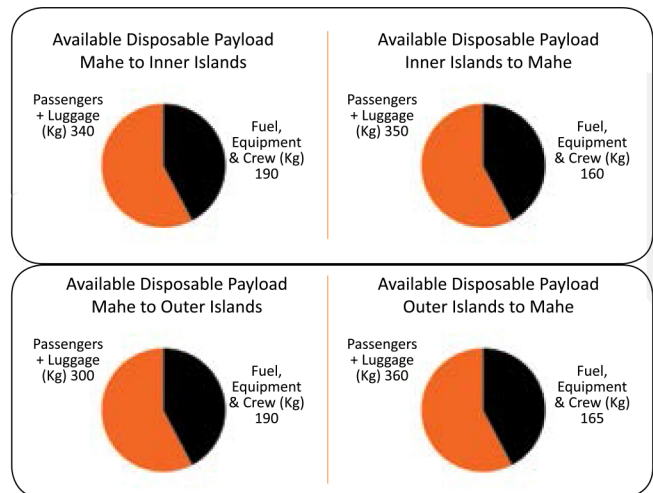 Available Disposable Payload
Mahe to Inner Islands
Passengers
+ Luggage
(Kg) 340
Fuel,
Equipment
& Crew (Kg)
190
Available Disposable Payload
Inner Islands to Mahe
Passengers
+ Luggage
(Kg) 350
Fuel,
Equipment
& Crew (Kg)
160
Available Disposable Payload
Mahe to Outer Islands
Passengers
+ Luggage
(Kg) 300
Fuel,
Equipment
& Crew (Kg)
190
Available Disposable Payload
Outer Islands to Mahe
Passengers
+ Luggage
(Kg) 360
Fuel,
Equipment
& Crew (Kg)
165